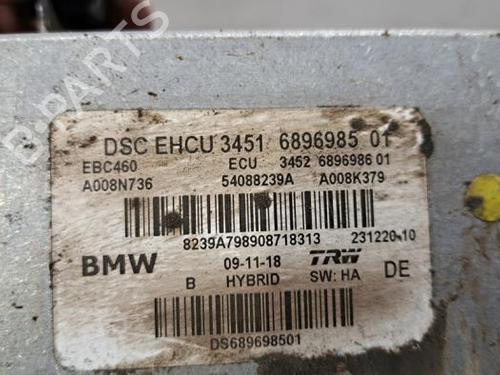 DSC EHCU 3451 6896985 01
EBC460 ECU 3452 6896986 01
A008N736 54088239A A008K379
8239A798908718313 231220-10
BMW 09-11-18 TRW DE
B HYBRID SW: HA
DS689698501
B-PARTS